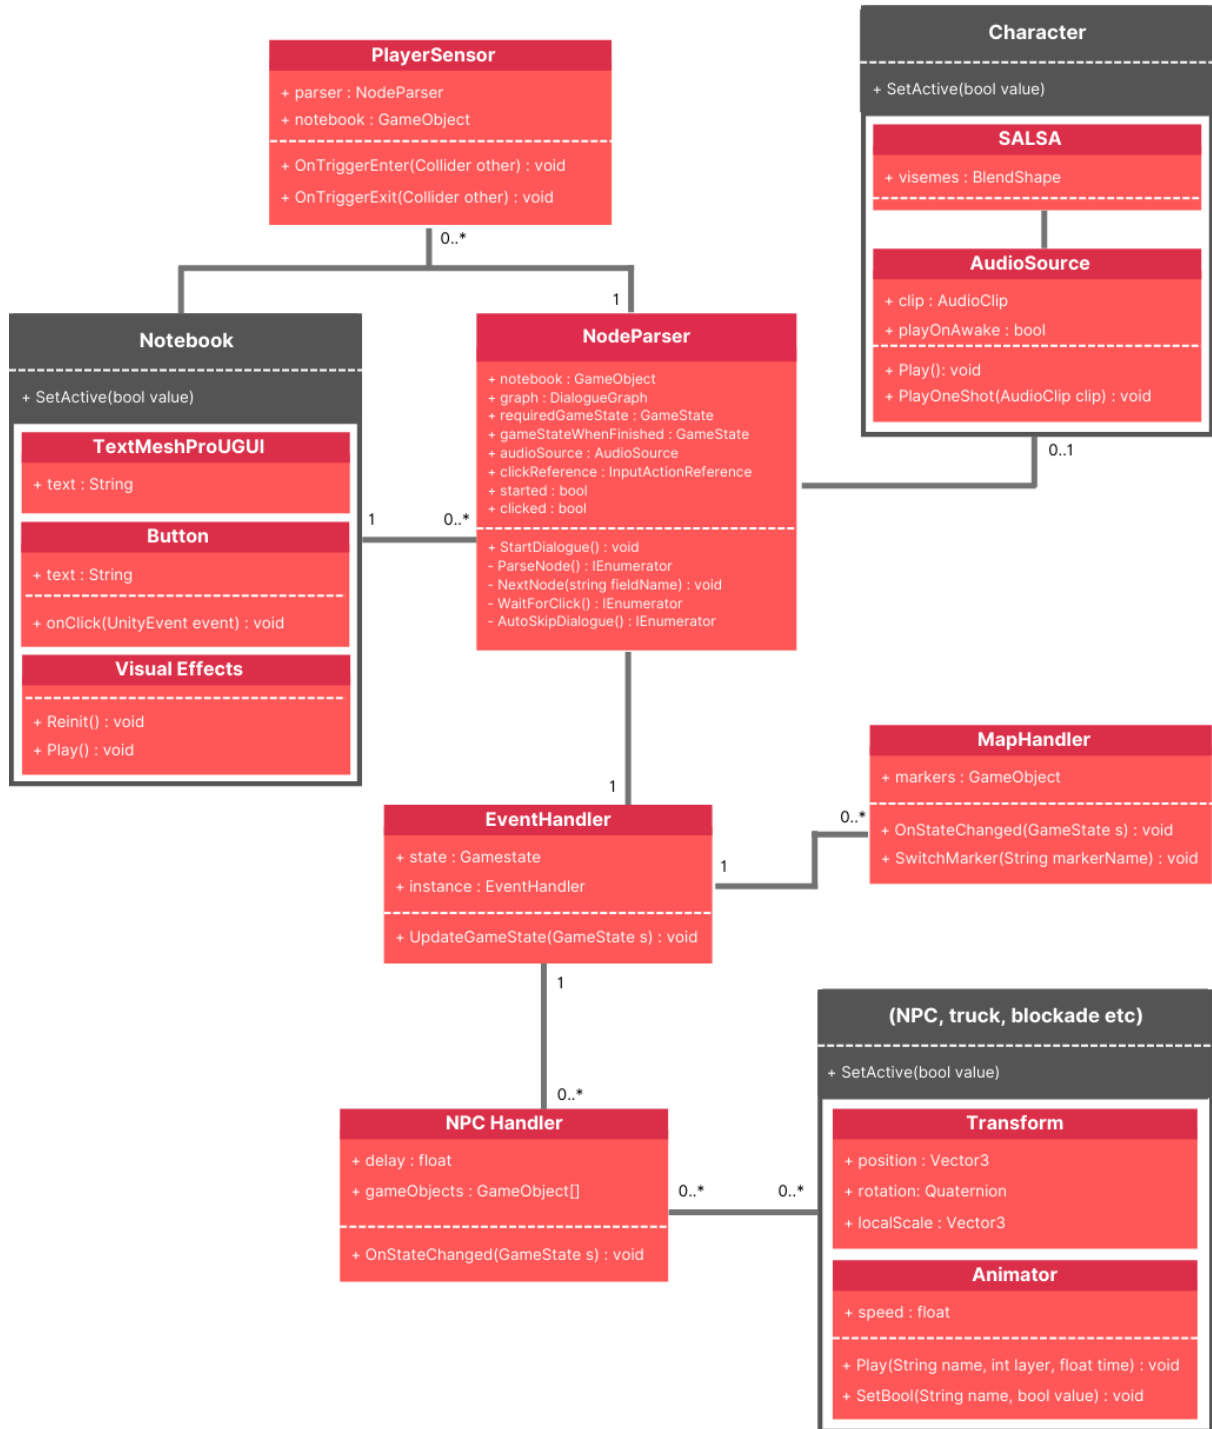 PlayerSensor
+ parser : NodeParser
+ notebook : GameObject
+ OnTriggerEnter(Collider other) : void
+ OnTriggerExit(Collider other) : void
0..*
1
Character
+ SetActive(bool value)
SALSA
+ visemes : BlendShape
AudioSource
+ clip : AudioClip
+ playOnAwake : bool
+ Play(): void
+ PlayOneShot(AudioClip clip) : void
0..1
Notebook
+ SetActive(bool value)
TextMeshProUGUI
+ text : String
Button
+ text : String
+ onClick(UnityEvent event) : void
Visual Effects
+ Reinit() : void
+ Play() : void
1
0..*
NodeParser
+ notebook : GameObject
+ graph : DialogueGraph
+ requiredGameState : GameState
+ gameStateWhenFinished : GameState
+ audioSource : AudioSource
+ clickReference : InputActionReference
+ started : bool
+ clicked : bool
+ StartDialogue() : void
- ParseNode() : IEnumerator
- NextNode(string fieldName) : void
- WaitForClick() : IEnumerator
- AutoSkipDialogue() : IEnumerator
1
EventHandler
+ state : Gamestate
+ instance : EventHandler
+ UpdateGameState(GameState s) : void
1
0..*
MapHandler
+ markers : GameObject
+ OnStateChanged(GameState s) : void
+ SwitchMarker(String markerName) : void
1
0..*
NPC Handler
+ delay : float
+ gameObjects : GameObject[]
+ OnStateChanged(GameState s) : void
0..*
0..*
(NPC, truck, blockade etc)
+ SetActive(bool value)
Transform
+ position : Vector3
+ rotation: Quaternion
+ localScale : Vector3
Animator
+ speed : float
+ Play(String name, int layer, float time) : void
+ SetBool(String name, bool value) : void